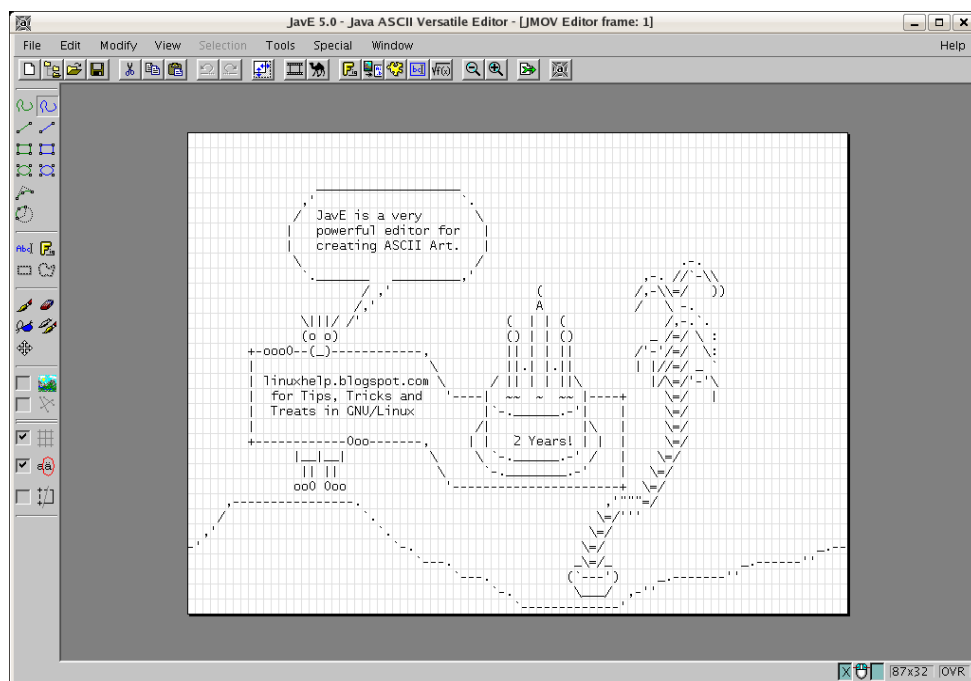 JavE 5.0 - Java ASCII Versatile Editor - [JMOV Editor frame: 1]
File Edit Modify View Selection Tools Special Window Help
JavE is a very
powerful editor for
creating ASCII Art.
linuxhelp.blogspot.com
for Tips, Tricks and
Treats in GNU/Linux
2 Years!
87x32 OVR